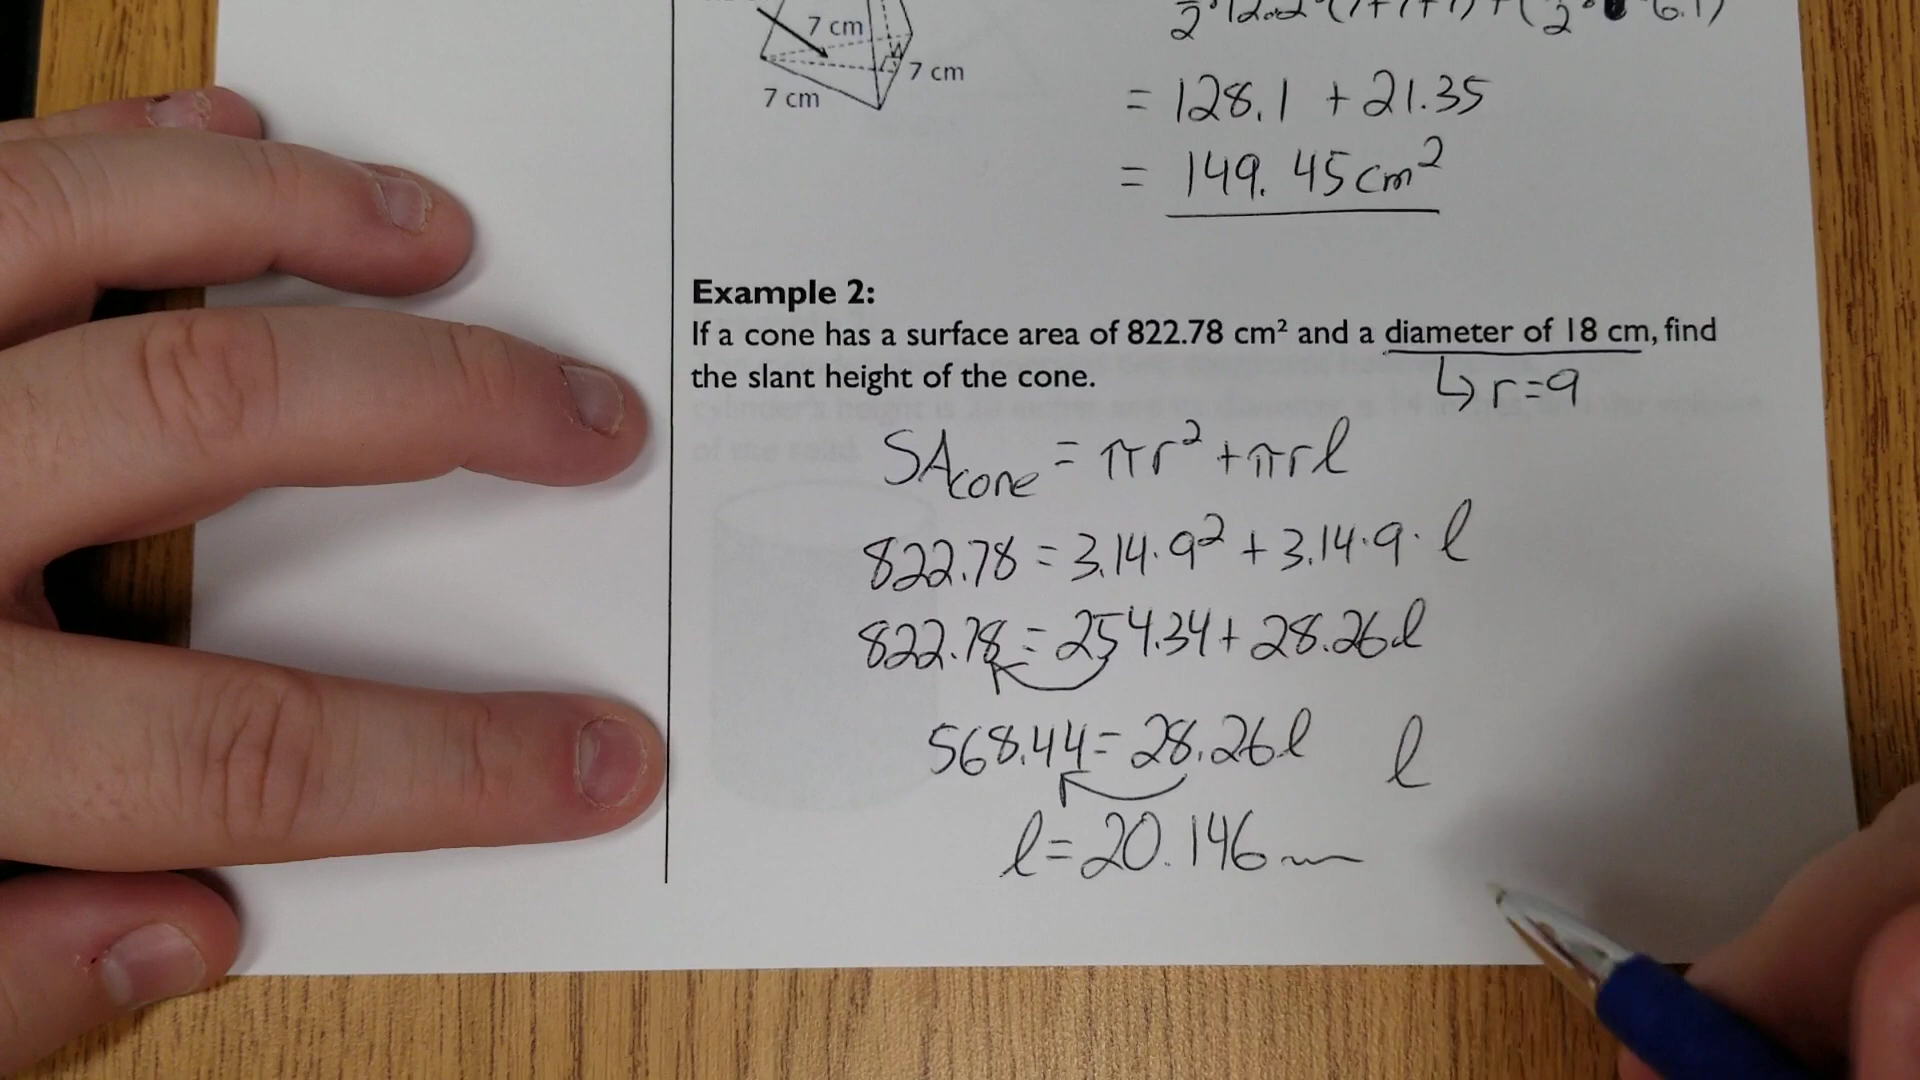 7 cm
7 cm
7 cm
= 128.1 + 21.35
= 149.45 cm²
Example 2:
If a cone has a surface area of 822.78 cm² and a diameter of 18 cm, find
the slant height of the cone.
↳ r=9
SAcone = πr² + πrl
822.78 = 3.14·9² + 3.14·9·l
822.78 = 254.34 + 28.26l
568.44 = 28.26l
l
l = 20.146